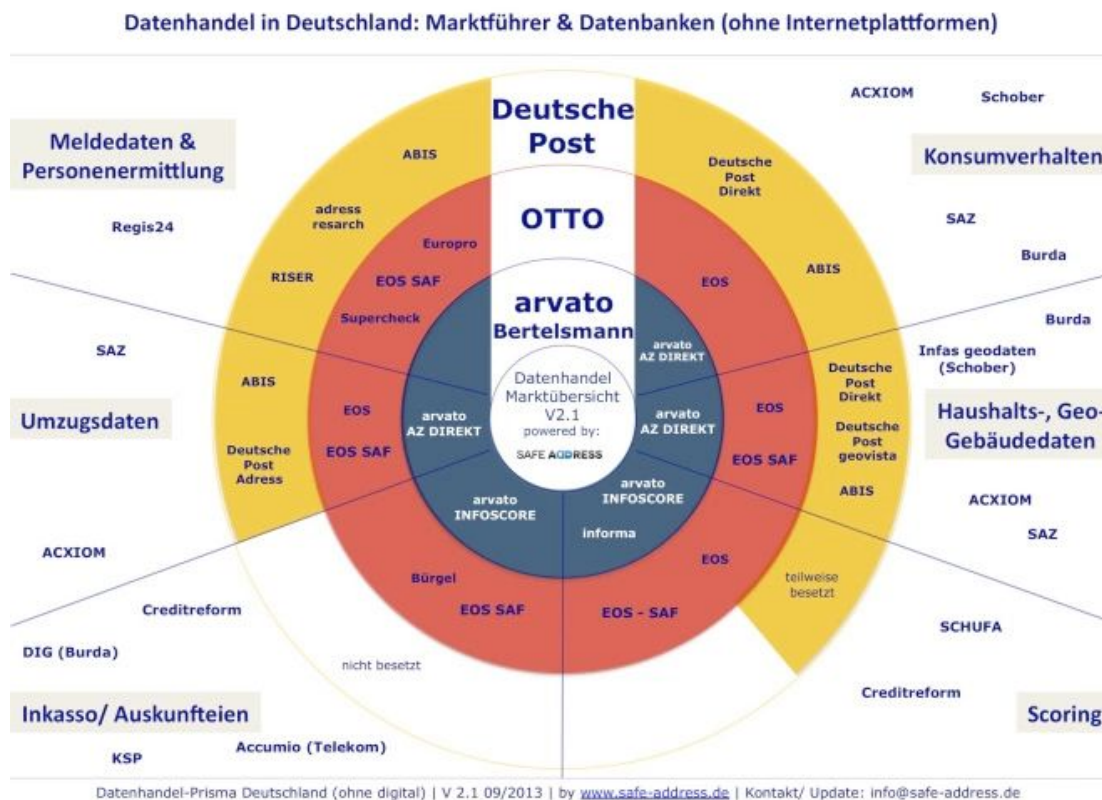 Datenhandel in Deutschland: Marktführer & Datenbanken (ohne Internetplattformen)
Deutsche
Post
OTTO
arvato
Bertelsmann
Datenhandel
Marktübersicht
V2.1
powered by:
SAFE ADDRESS
Meldedaten &
Personenermittlung
Regis24
ABIS
adress
resarch
RISER
Europro
EOS SAF
Supercheck
ACXIOM
Schober
Konsumverhalten
SAZ
Burda
Deutsche
Post
Direkt
ABIS
EOS
arvato
AZ DIREKT
SAZ
Umzugsdaten
ACXIOM
ABIS
Deutsche
Post
Adress
EOS
EOS SAF
arvato
AZ DIREKT
Burda
Infas geodaten
(Schober)
Haushalts-, Geo-
Gebäudedaten
ACXIOM
SAZ
Deutsche
Post
Direkt
Deutsche
Post
geovista
ABIS
EOS
EOS SAF
arvato
AZ DIREKT
Creditreform
DIG (Burda)
Inkasso/ Auskunfteien
KSP
Accumio (Telekom)
nicht besetzt
Bürgel
EOS SAF
arvato
INFOSCORE
arvato
INFOSCORE
informa
EOS
EOS - SAF
teilweise
besetzt
SCHUFA
Creditreform
Scoring
Datenhandel-Prisma Deutschland (ohne digital) | V 2.1 09/2013 | by www.safe-address.de | Kontakt/ Update: info@safe-address.de